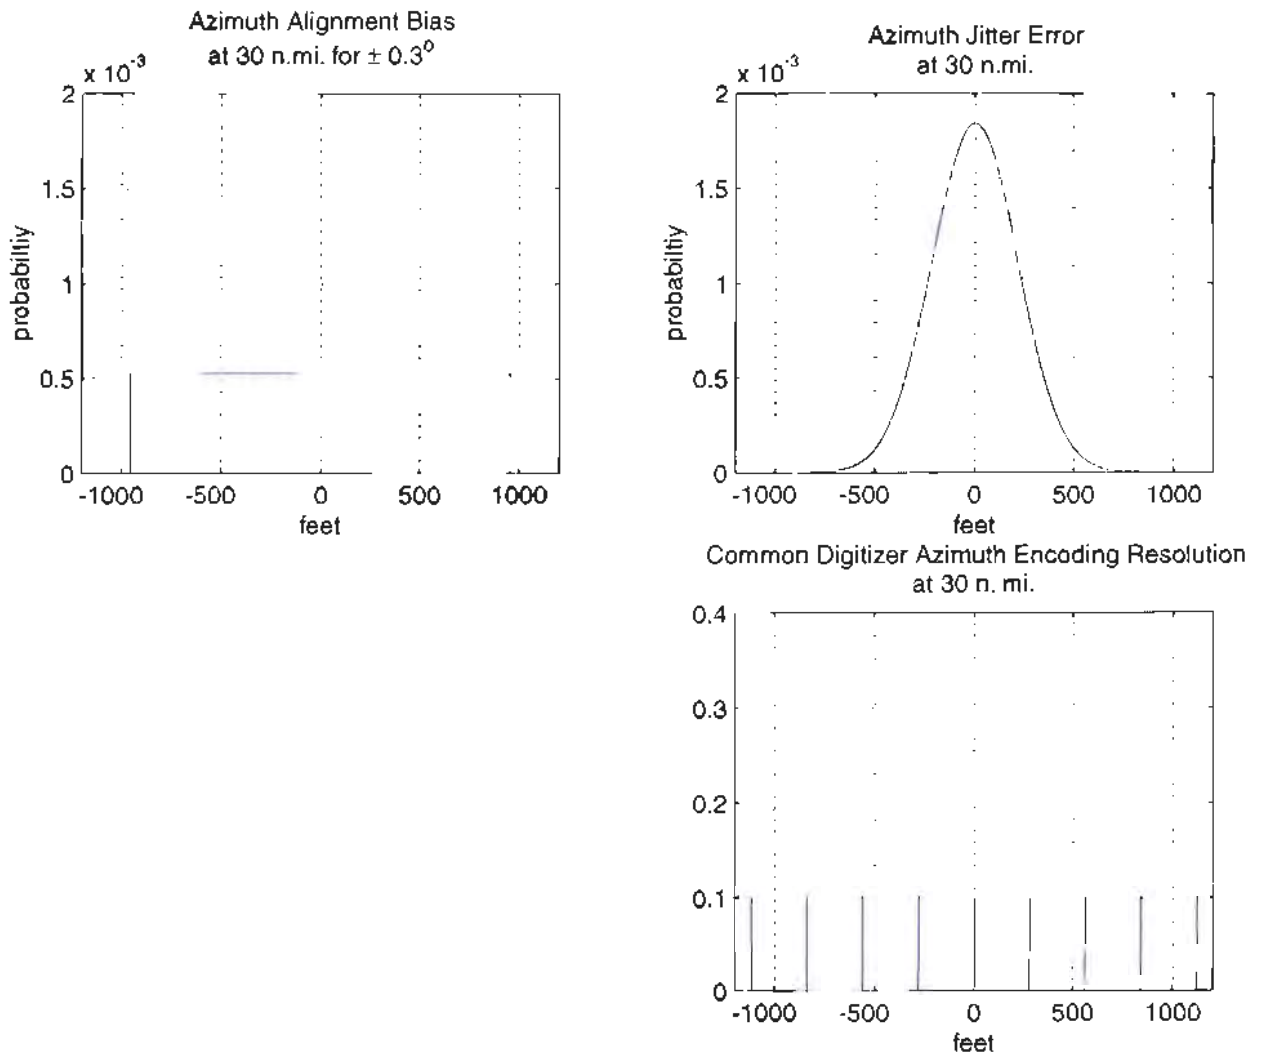 Azimuth Alignment Bias
at 30 n.mi. for ± 0.3⁰
x 10⁻³
2
1.5
1
0.5
0
probabiltiy
-1000 -500 0 500 1000
feet
Azimuth Jitter Error
at 30 n.mi.
x 10⁻³
2
1.5
1
0.5
0
probabiltiy
-1000 -500 0 500 1000
feet
Common Digitizer Azimuth Encoding Resolution
at 30 n. mi.
0.4
0.3
0.2
0.1
0
-1000 -500 0 500 1000
feet